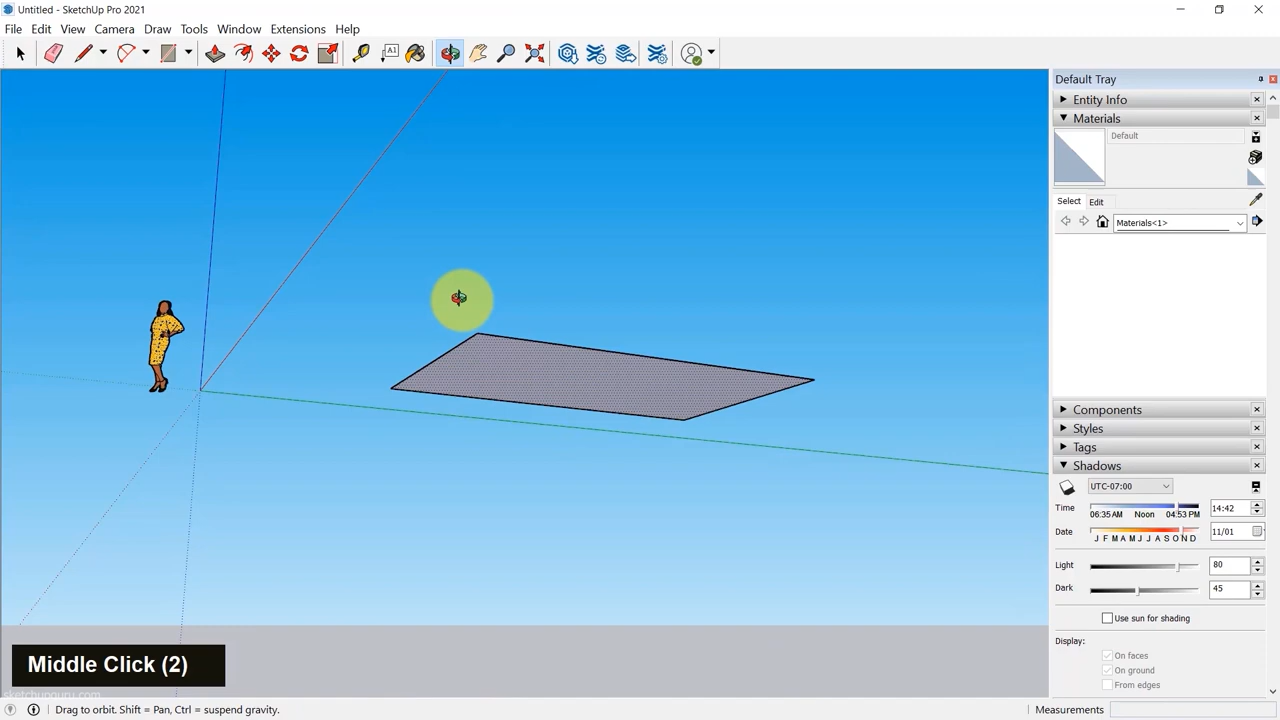 Untitled - SketchUp Pro 2021
File Edit View Camera Draw Tools Window Extensions Help
A1
Default Tray
Entity Info
Materials
Default
Select Edit
Materials<1>
Components
Styles
Tags
Shadows
UTC-07:00
Time 06:35 AM Noon 04:53 PM 14:42
Date J F M A M J J A S O N D 11/01
Light 80
Dark 45
Use sun for shading
Display:
On faces
On ground
From edges
Middle Click (2)
sketchupguru.com
Drag to orbit. Shift = Pan, Ctrl = suspend gravity.
Measurements